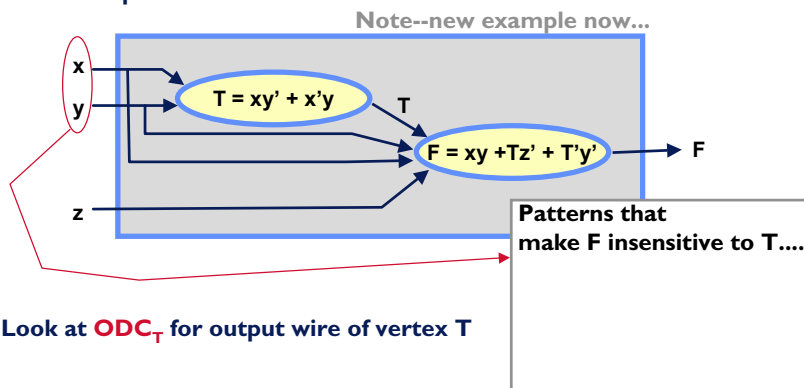 Note--new example now...
x
T = xy' + x'y
T
y
F = xy +Tz' + T'y'
F
z
Patterns that
make F insensitive to T....
Look at ODC_T for output wire of vertex T